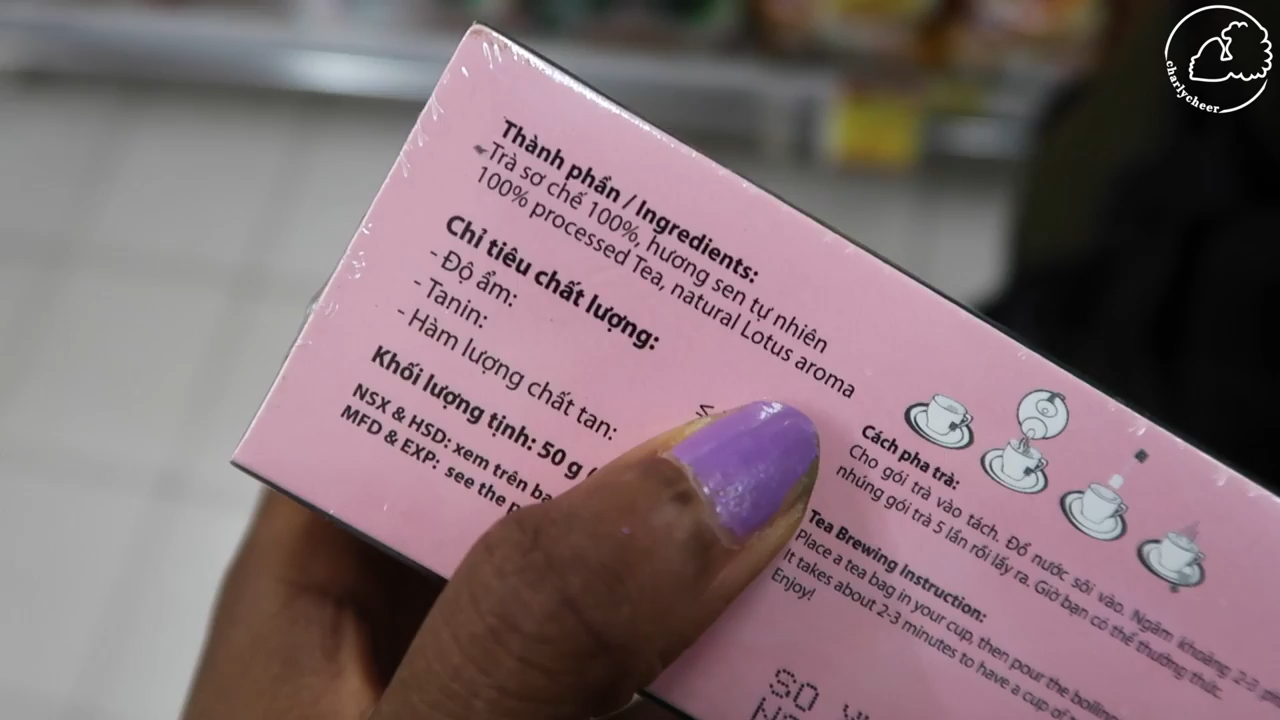 Thành phần / Ingredients:
Trà sơ chế 100%, hương sen tự nhiên
100% processed Tea, natural Lotus aroma
Chỉ tiêu chất lượng:
- Độ ẩm:
- Tanin:
- Hàm lượng chất tan:
Khối lượng tịnh: 50 g
NSX & HSD: xem trên
MFD & EXP: see the
Cách pha trà:
Cho gói trà vào tách. Đổ nước sôi vào. Ngâm khoảng 2-3
nhúng gói trà 5 lần rồi lấy ra. Giờ bạn có thể thưởng thức.
Tea Brewing Instruction:
Place a tea bag in your cup, then pour the boiling
It takes about 2-3 minutes to have a cup of
Enjoy!
SO
charlycheer